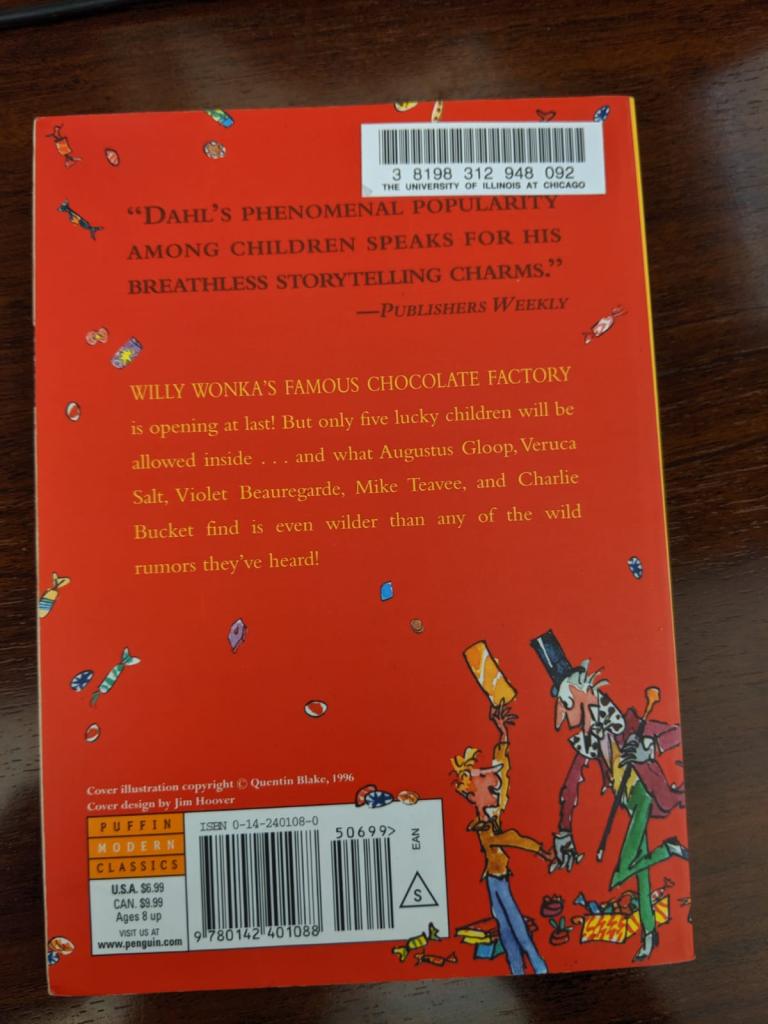 3 8198 312 948 092
THE UNIVERSITY OF ILLINOIS AT CHICAGO
“DAHL’S PHENOMENAL POPULARITY
AMONG CHILDREN SPEAKS FOR HIS
BREATHLESS STORYTELLING CHARMS.”
—PUBLISHERS WEEKLY
WILLY WONKA’S FAMOUS CHOCOLATE FACTORY
is opening at last! But only five lucky children will be
allowed inside . . . and what Augustus Gloop, Veruca
Salt, Violet Beauregarde, Mike Teavee, and Charlie
Bucket find is even wilder than any of the wild
rumors they’ve heard!
Cover illustration copyright © Quentin Blake, 1996
Cover design by Jim Hoover
PUFFIN
MODERN
CLASSICS
U.S.A. $6.99
CAN. $9.99
Ages 8 up
VISIT US AT
www.penguin.com
ISBN 0-14-240108-0
50699>
EAN
S
9 780142 401088